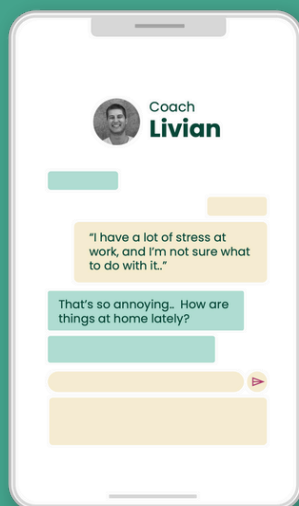 Coach
Livian
“I have a lot of stress at
work, and I’m not sure what
to do with it..”
That’s so annoying.. How are
things at home lately?